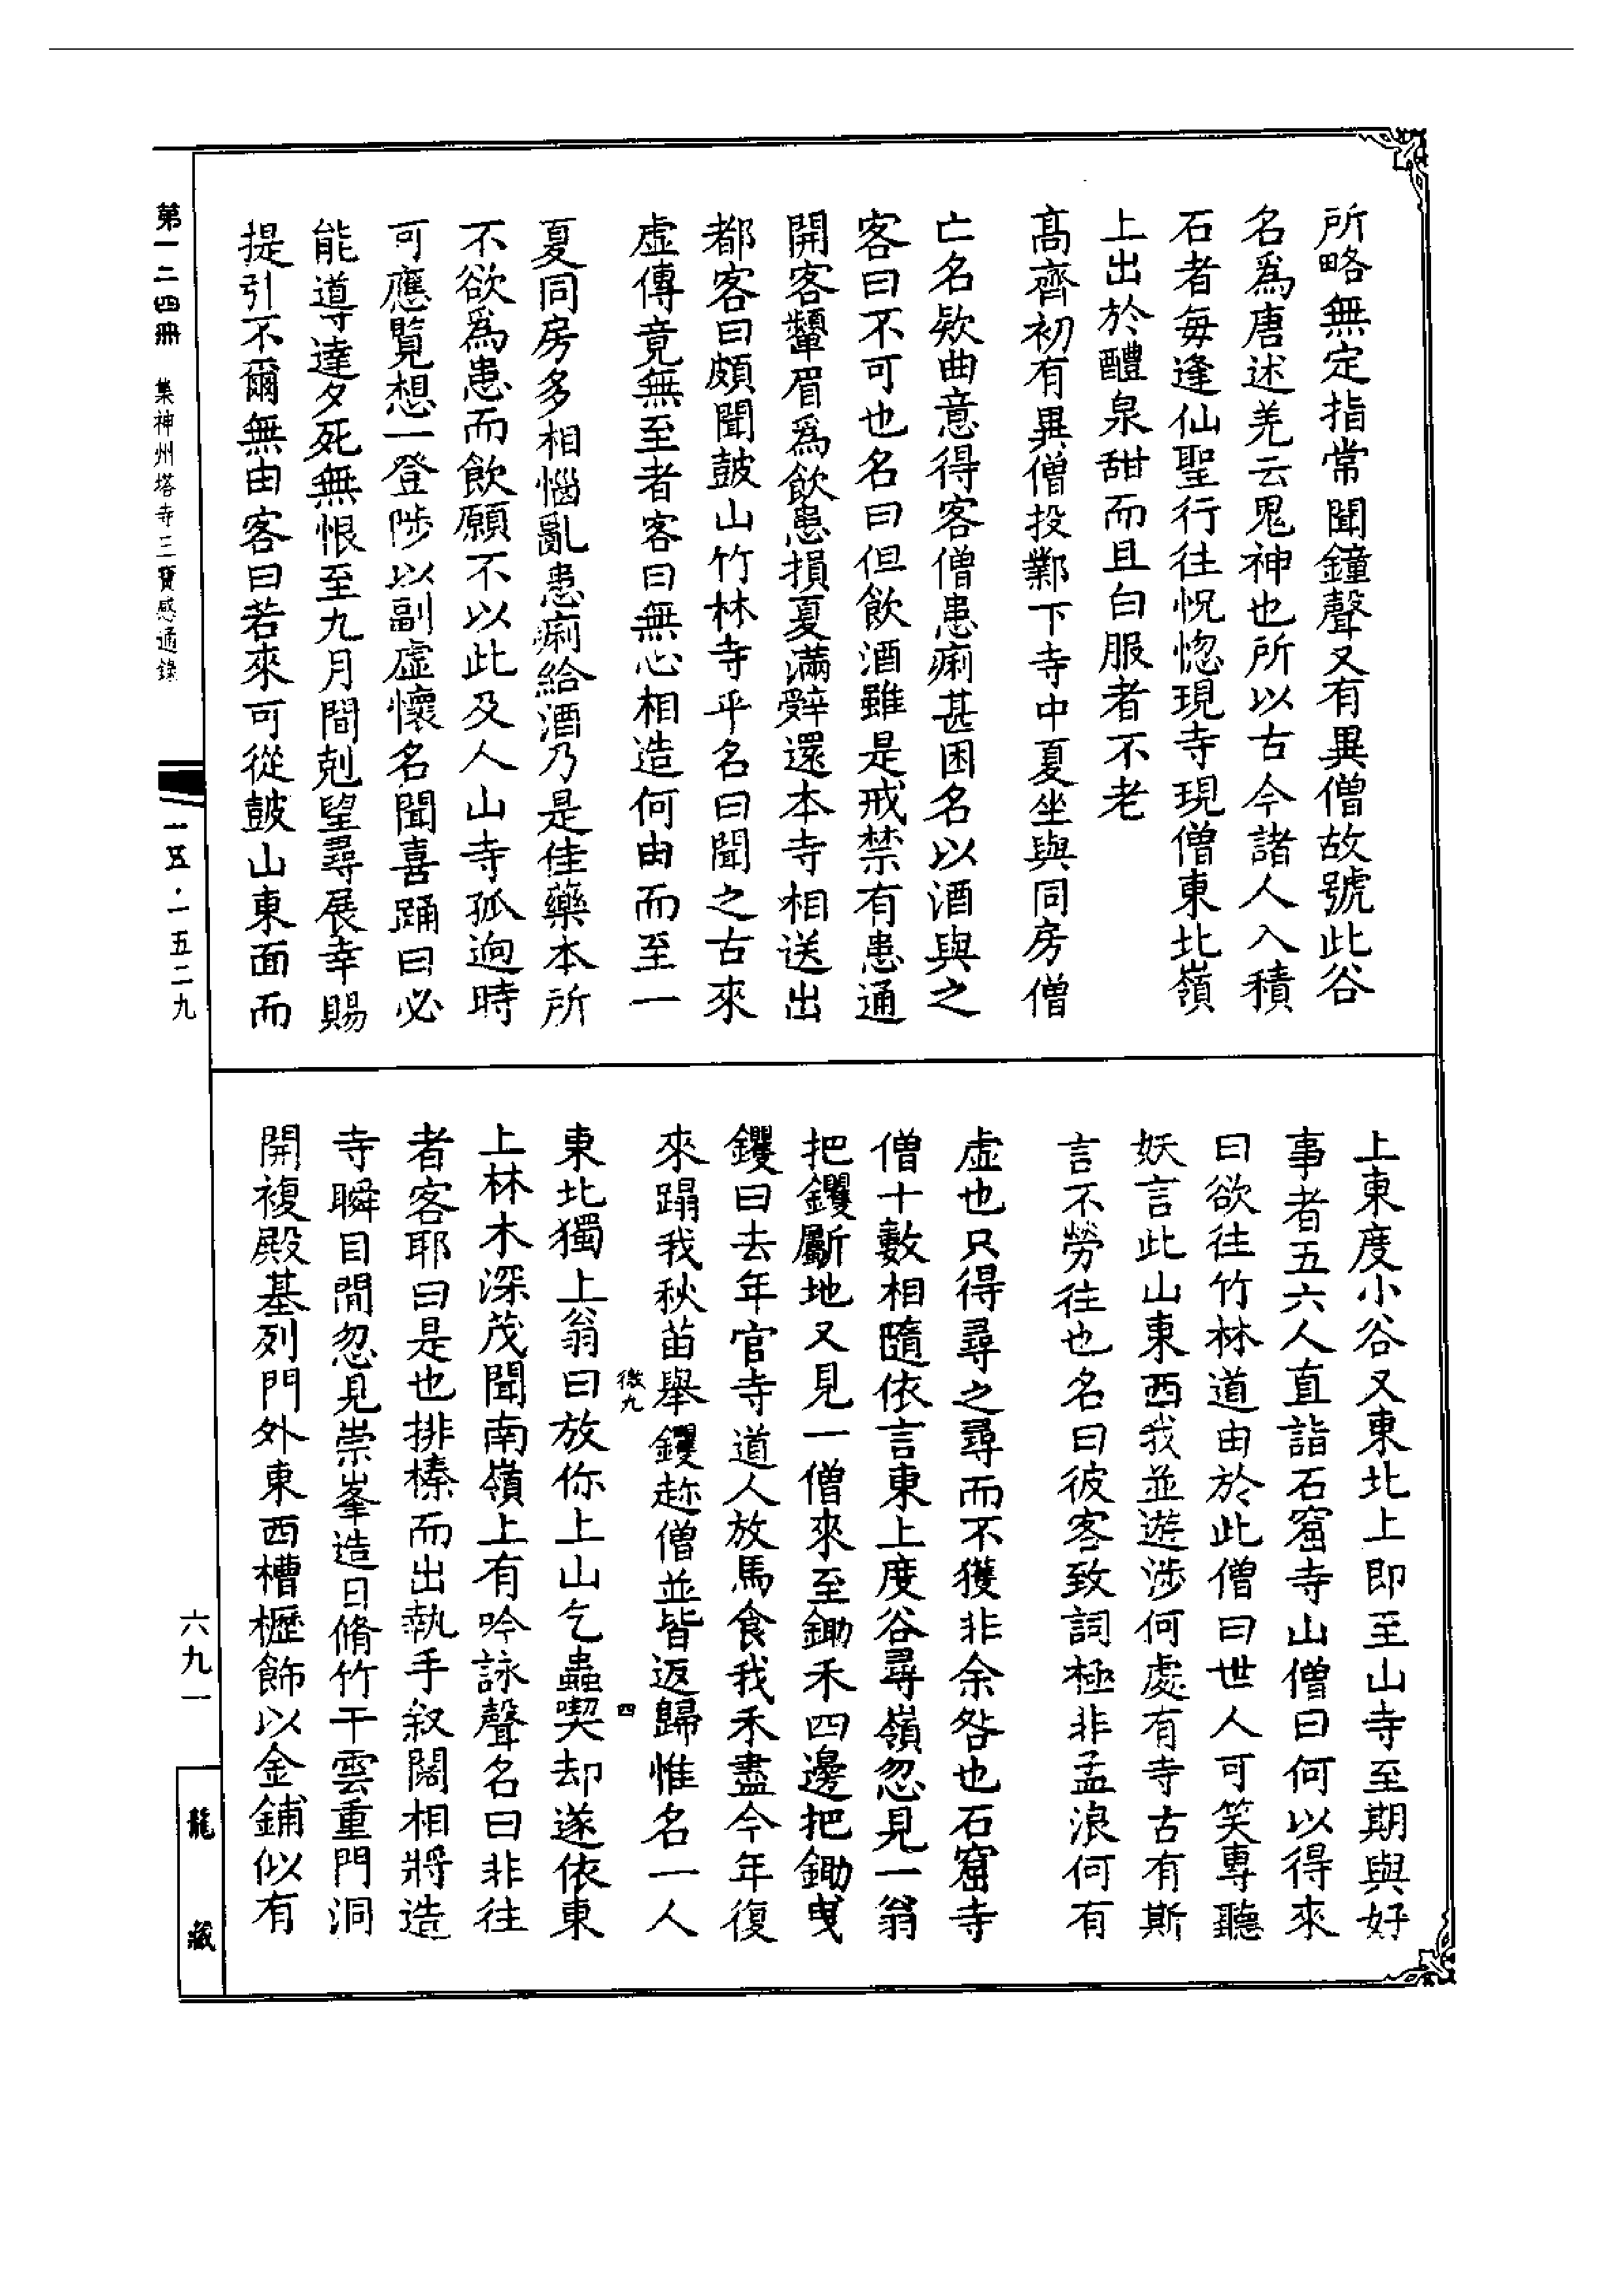 所略無定指常聞鐘聲又有異僧故號此谷
名爲唐述羌云鬼神也所以古今諸人入積
石者每逢仙聖行往怳惚現寺現僧東北嶺
上出於醴泉甜而且白服者不老
高齊初有異僧投鄴下寺中夏坐與同房僧
亡名欵曲意得客僧患痢甚困名以酒與之
客曰不可也名曰但飲酒雖是戒禁有患通
開客顰眉爲飲患損夏滿辭還本寺相送出
都客曰頗聞鼓山竹林寺乎名曰聞之古來
虛傳竟無至者客曰無心相造何由而至一
夏同房多相惱亂患痢給酒乃是佳藥本所
不欲爲患而飲願不以此及人山寺孤迥時
可應覽想一登陟以副虛懷名聞喜踊曰必
能導達夕死無恨至九月間剋望尋展幸賜
提引不爾無由客曰若來可從鼓山東面而
上東度小谷又東北上即至山寺至期與好
事者五六人直詣石窟寺山僧曰何以得來
曰欲往竹林道由於此僧曰世人可笑專聽
妖言此山東西我並遊涉何處有寺古有斯
言不勞往也名曰彼客致詞極非孟浪何有
虛也只得尋之尋而不獲非余咎也石窟寺
僧十數相隨依言東上度谷尋嶺忽見一翁
把钁斸地又見一僧來至鋤禾四邊把鋤曳
钁曰去年官寺道人放馬食我禾盡今年復
來蹋我秋苗舉钁趂僧並皆返歸惟名一人
微九
四
東北獨上翁曰放你上山乞蟲喫却遂依東
上林木深茂聞南嶺上有吟詠聲名曰非往
者客耶曰是也排榛而出執手叙闊相將造
寺瞬目閒忽見崇峯造日脩竹干雲重門洞
開複殿基列門外東西槽櫪飾以金鋪似有
第一二四冊
集神州塔寺三寶感通錄
一五·一五二九
六九一
龍藏